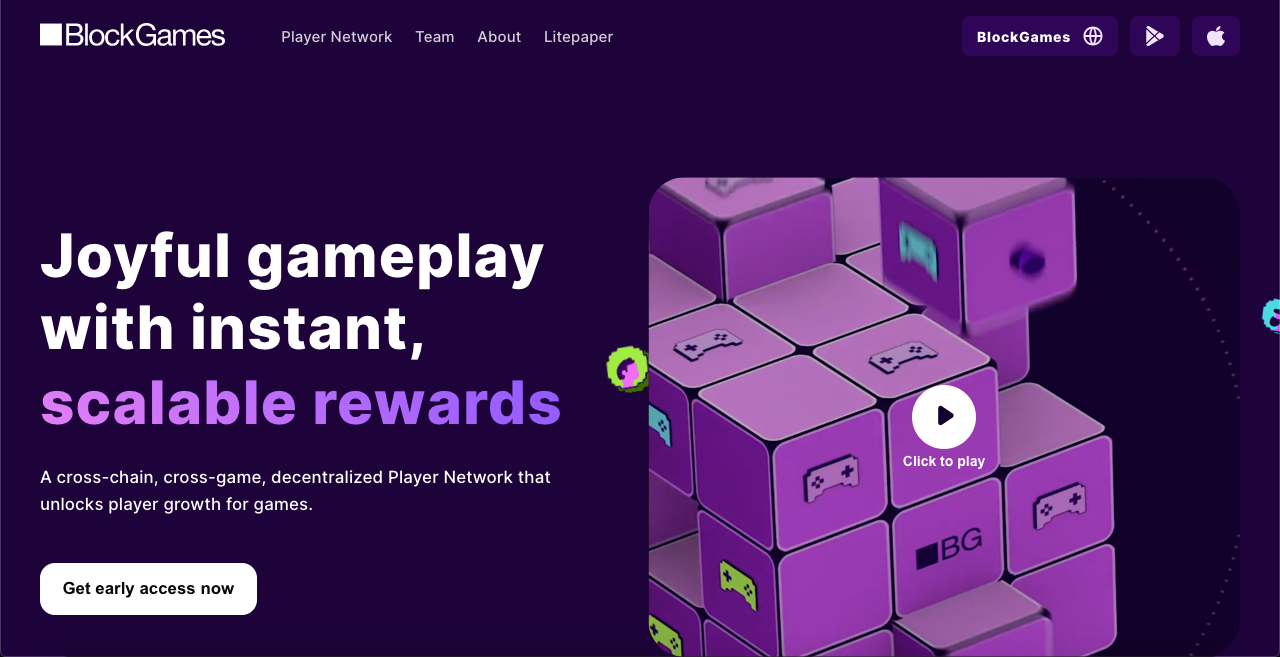 BlockGames
Player Network
Team
About
Litepaper
BlockGames
Joyful gameplay
with instant,
scalable rewards
A cross-chain, cross-game, decentralized Player Network that
unlocks player growth for games.
Get early access now
Click to play
BG